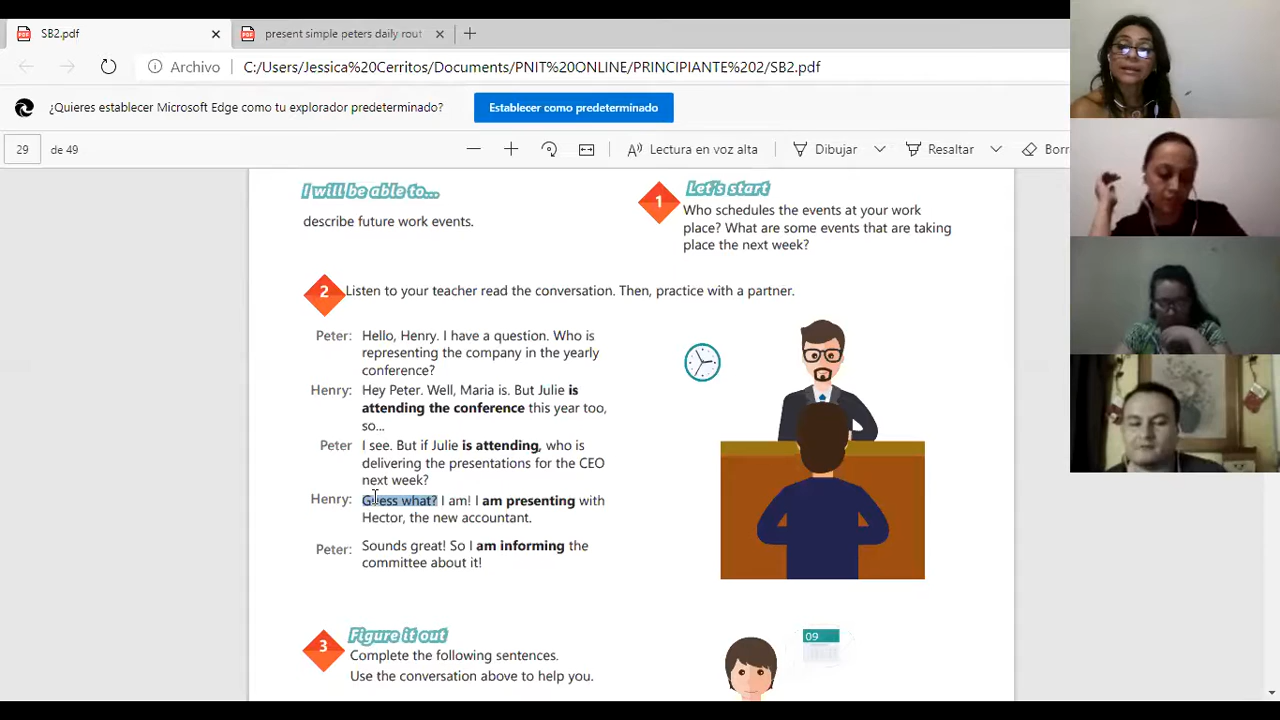 SB2.pdf
present simple peters daily rout
Archivo
C:/Users/Jessica%20Cerritos/documents/PNIT%20ONLINE/PRINCIPIANTE%202/SB2.pdf
¿Quieres establecer Microsoft Edge como tu explorador predeterminado?
Establecer como predeterminado
29
de 49
Lectura en voz alta
Dibujar
Resaltar
Borr
I will be able to...
describe future work events.
1
Let's start
Who schedules the events at your work
place? What are some events that are taking
place the next week?
2
Listen to your teacher read the conversation. Then, practice with a partner.
Peter: Hello, Henry. I have a question. Who is
representing the company in the yearly
conference?
Henry: Hey Peter. Well, Maria is. But Julie is
attending the conference this year too,
so...
Peter I see. But if Julie is attending, who is
delivering the presentations for the CEO
next week?
Henry: Guess what? I am! I am presenting with
Hector, the new accountant.
Peter: Sounds great! So I am informing the
committee about it!
3
Figure it out
Complete the following sentences.
Use the conversation above to help you.
09